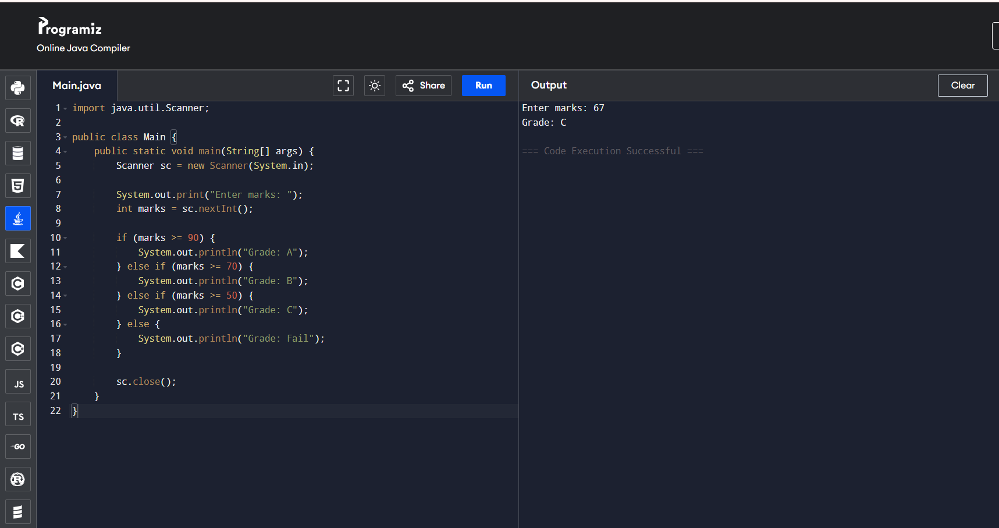 Programiz
Online Java Compiler
Main.java
Share
Run
Output
Clear
1 import java.util.Scanner;
2
3 public class Main {
4     public static void main(String[] args) {
5         Scanner sc = new Scanner(System.in);
6
7         System.out.print("Enter marks: ");
8         int marks = sc.nextInt();
9
10         if (marks >= 90) {
11             System.out.println("Grade: A");
12         } else if (marks >= 70) {
13             System.out.println("Grade: B");
14         } else if (marks >= 50) {
15             System.out.println("Grade: C");
16         } else {
17             System.out.println("Grade: Fail");
18         }
19
20         sc.close();
21     }
22 }
Enter marks: 67
Grade: C
=== Code Execution Successful ===
R
5
C
C
C
JS
TS
GO
R